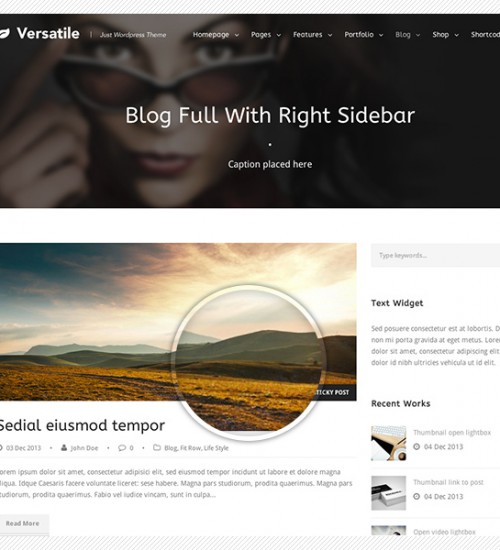 Versatile | Just Wordpress Theme
Homepage Pages Features Portfolio Blog Shop Shortcod
Blog Full With Right Sidebar
Caption placed here
TICKY POST
Sedial eiusmod tempor
03 Dec 2013 • John Doe • 0 • Blog, Fit Row, Life Style
orem ipsum dolor sit amet, consectetur adipisici elit, sed eiusmod tempor incidunt ut labore et dolore magna
liqua. Idque Caesaris facere voluntate liceret: sese habere. Magna pars studiorum, prodita quaerimus. Magna pars
studiorum, prodita quaerimus. Fabio vel iudice vincam, sunt in culpa...
Read More
Type keywords...
Text Widget
Sed posuere consectetur est at lobortis. D
non mi porta gravida at eget metus. Lorem
dolor sit amet, consectetur adipiscing elit
dolor id nibh ultricies vehicula ut id elit.
Recent Works
Thumbnail open lightbox
04 Dec 2013
Thumbnail link to post
04 Dec 2013
Open video lightbox